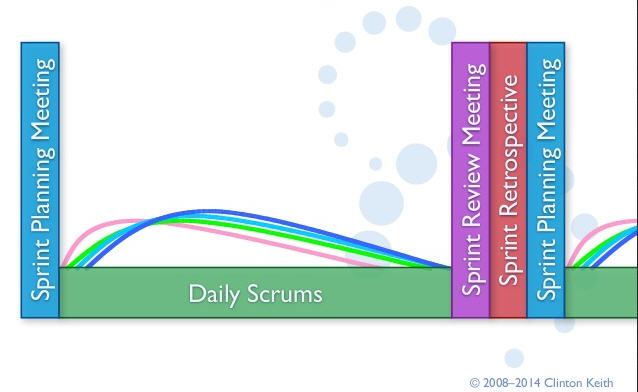 Sprint Planning Meeting
Daily Scrums
Sprint Review Meeting
Sprint Retrospective
Sprint Planning Meeting
© 2008–2014 Clinton Keith